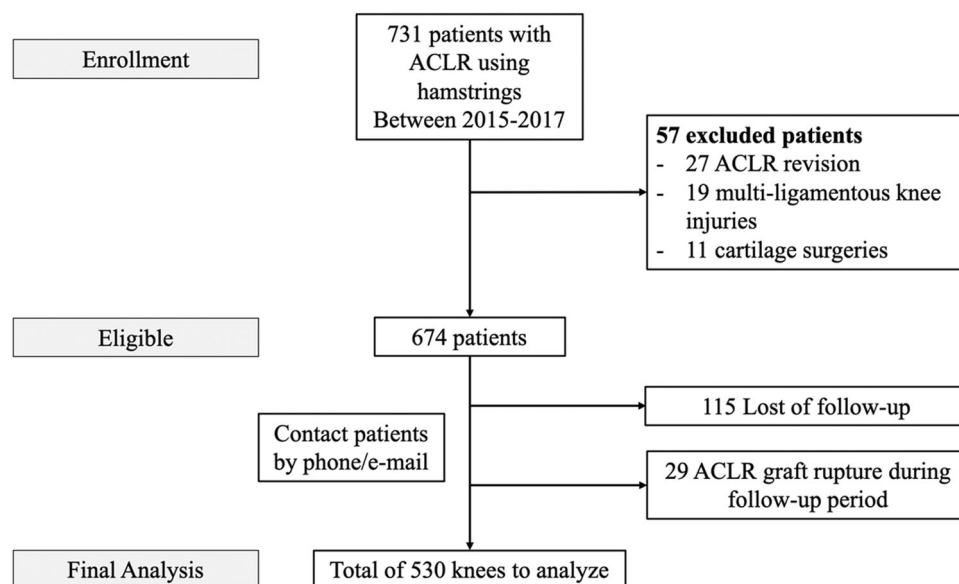 Enrollment
731 patients with
ACLR using
hamstrings
Between 2015-2017
57 excluded patients
- 27 ACLR revision
- 19 multi-ligamentous knee
injuries
- 11 cartilage surgeries
Eligible
674 patients
115 Lost of follow-up
Contact patients
by phone/e-mail
29 ACLR graft rupture during
follow-up period
Final Analysis
Total of 530 knees to analyze